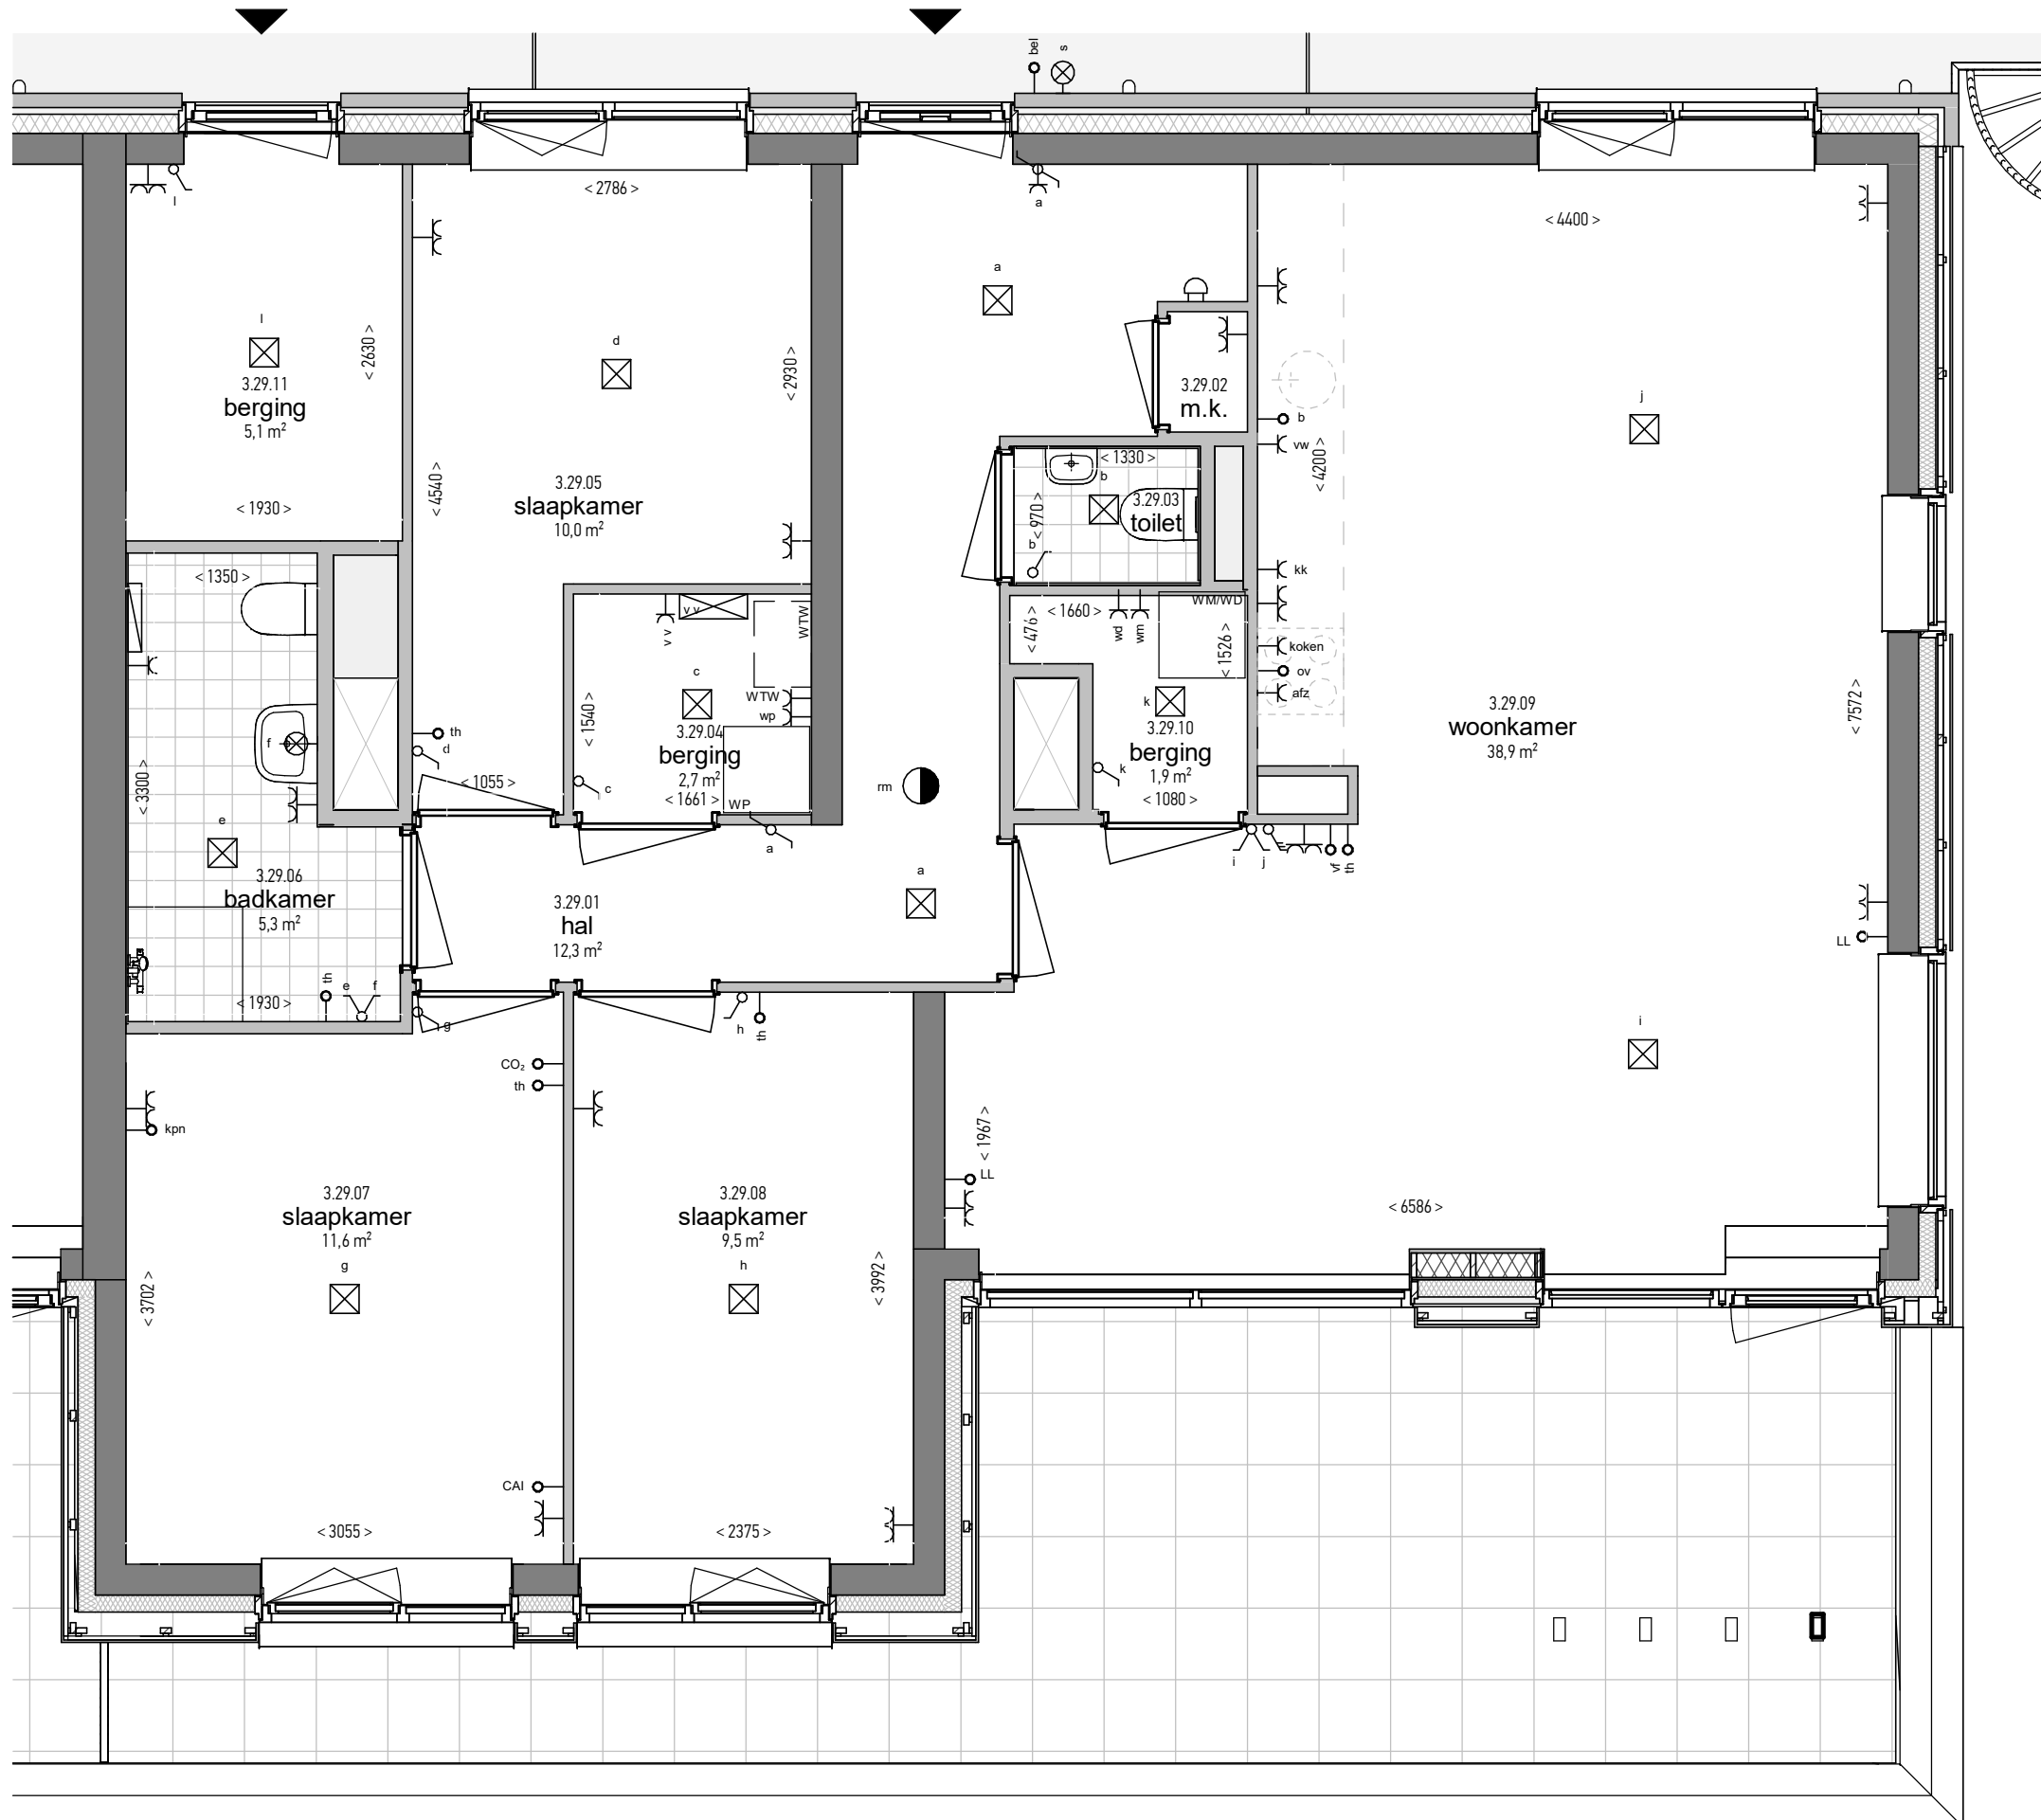 bel
s
l
a
< 2786 >
< 4400 >
a
l
3.29.11
berging
5,1 m²
< 2630 >
< 1930 >
d
< 2930 >
< 4540 >
3.29.05
slaapkamer
10,0 m²
3.29.02
m.k.
j
b
vw
< 4200 >
< 1330 >
b
< 970 >
3.29.03
toilet
b
kk
< 1350 >
v v
v v
WTW
c
WTW
wp
< 1540 >
3.29.04
berging
2,7 m²
< 1661 >
WP
c
a
< 476 >
< 1660 >
wd
wm
WM/WD
< 1526 >
k
3.29.10
berging
1,9 m²
< 1080 >
k
koken
ov
afz
3.29.09
woonkamer
38,9 m²
< 7572 >
th
d
< 1055 >
f
< 3300 >
e
3.29.06
badkamer
5,3 m²
< 1930 >
th
e
f
rm
a
3.29.01
hal
12,3 m²
i
j
vf
th
LL
g
h
th
CO₂
th
kpn
i
< 1967 >
LL
< 6586 >
3.29.07
slaapkamer
11,6 m²
g
< 3702 >
3.29.08
slaapkamer
9,5 m²
h
< 3992 >
CAI
< 3055 >
< 2375 >